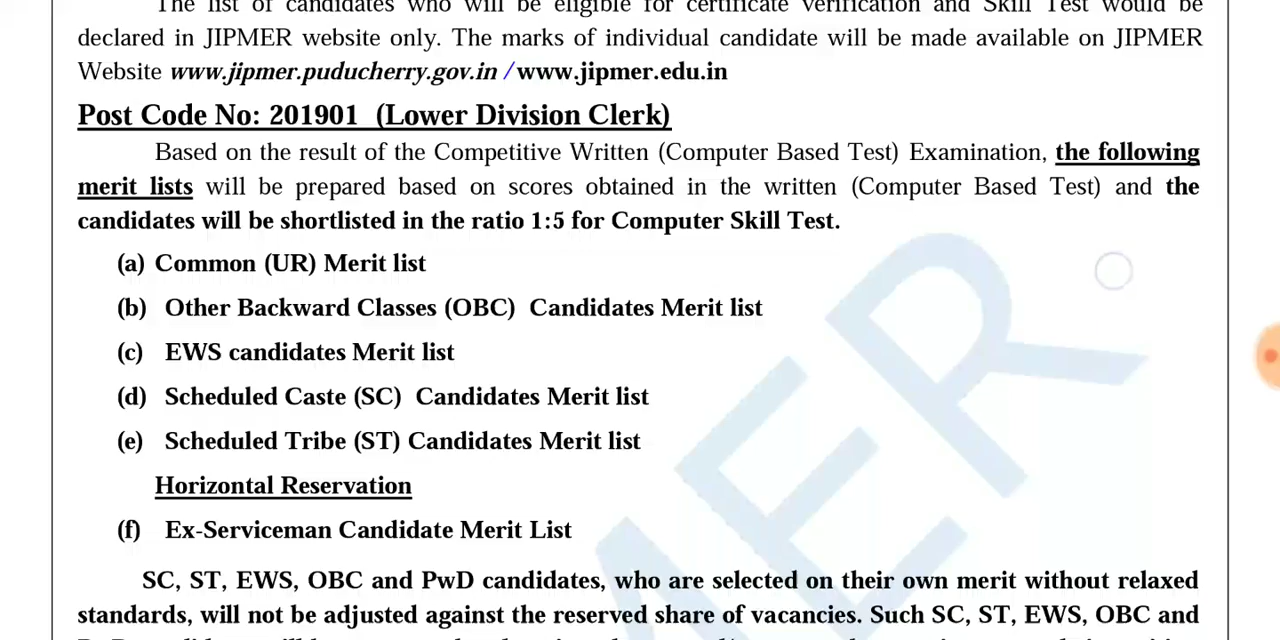 The list of candidates who will be eligible for certificate verification and Skill Test would be
declared in JIPMER website only. The marks of individual candidate will be made available on JIPMER
Website www.jipmer.puducherry.gov.in / www.jipmer.edu.in
Post Code No: 201901 (Lower Division Clerk)
Based on the result of the Competitive Written (Computer Based Test) Examination, the following
merit lists will be prepared based on scores obtained in the written (Computer Based Test) and the
candidates will be shortlisted in the ratio 1:5 for Computer Skill Test.
(a) Common (UR) Merit list
(b) Other Backward Classes (OBC) Candidates Merit list
(c) EWS candidates Merit list
(d) Scheduled Caste (SC) Candidates Merit list
(e) Scheduled Tribe (ST) Candidates Merit list
Horizontal Reservation
(f) Ex-Serviceman Candidate Merit List
SC, ST, EWS, OBC and PwD candidates, who are selected on their own merit without relaxed
standards, will not be adjusted against the reserved share of vacancies. Such SC, ST, EWS, OBC and